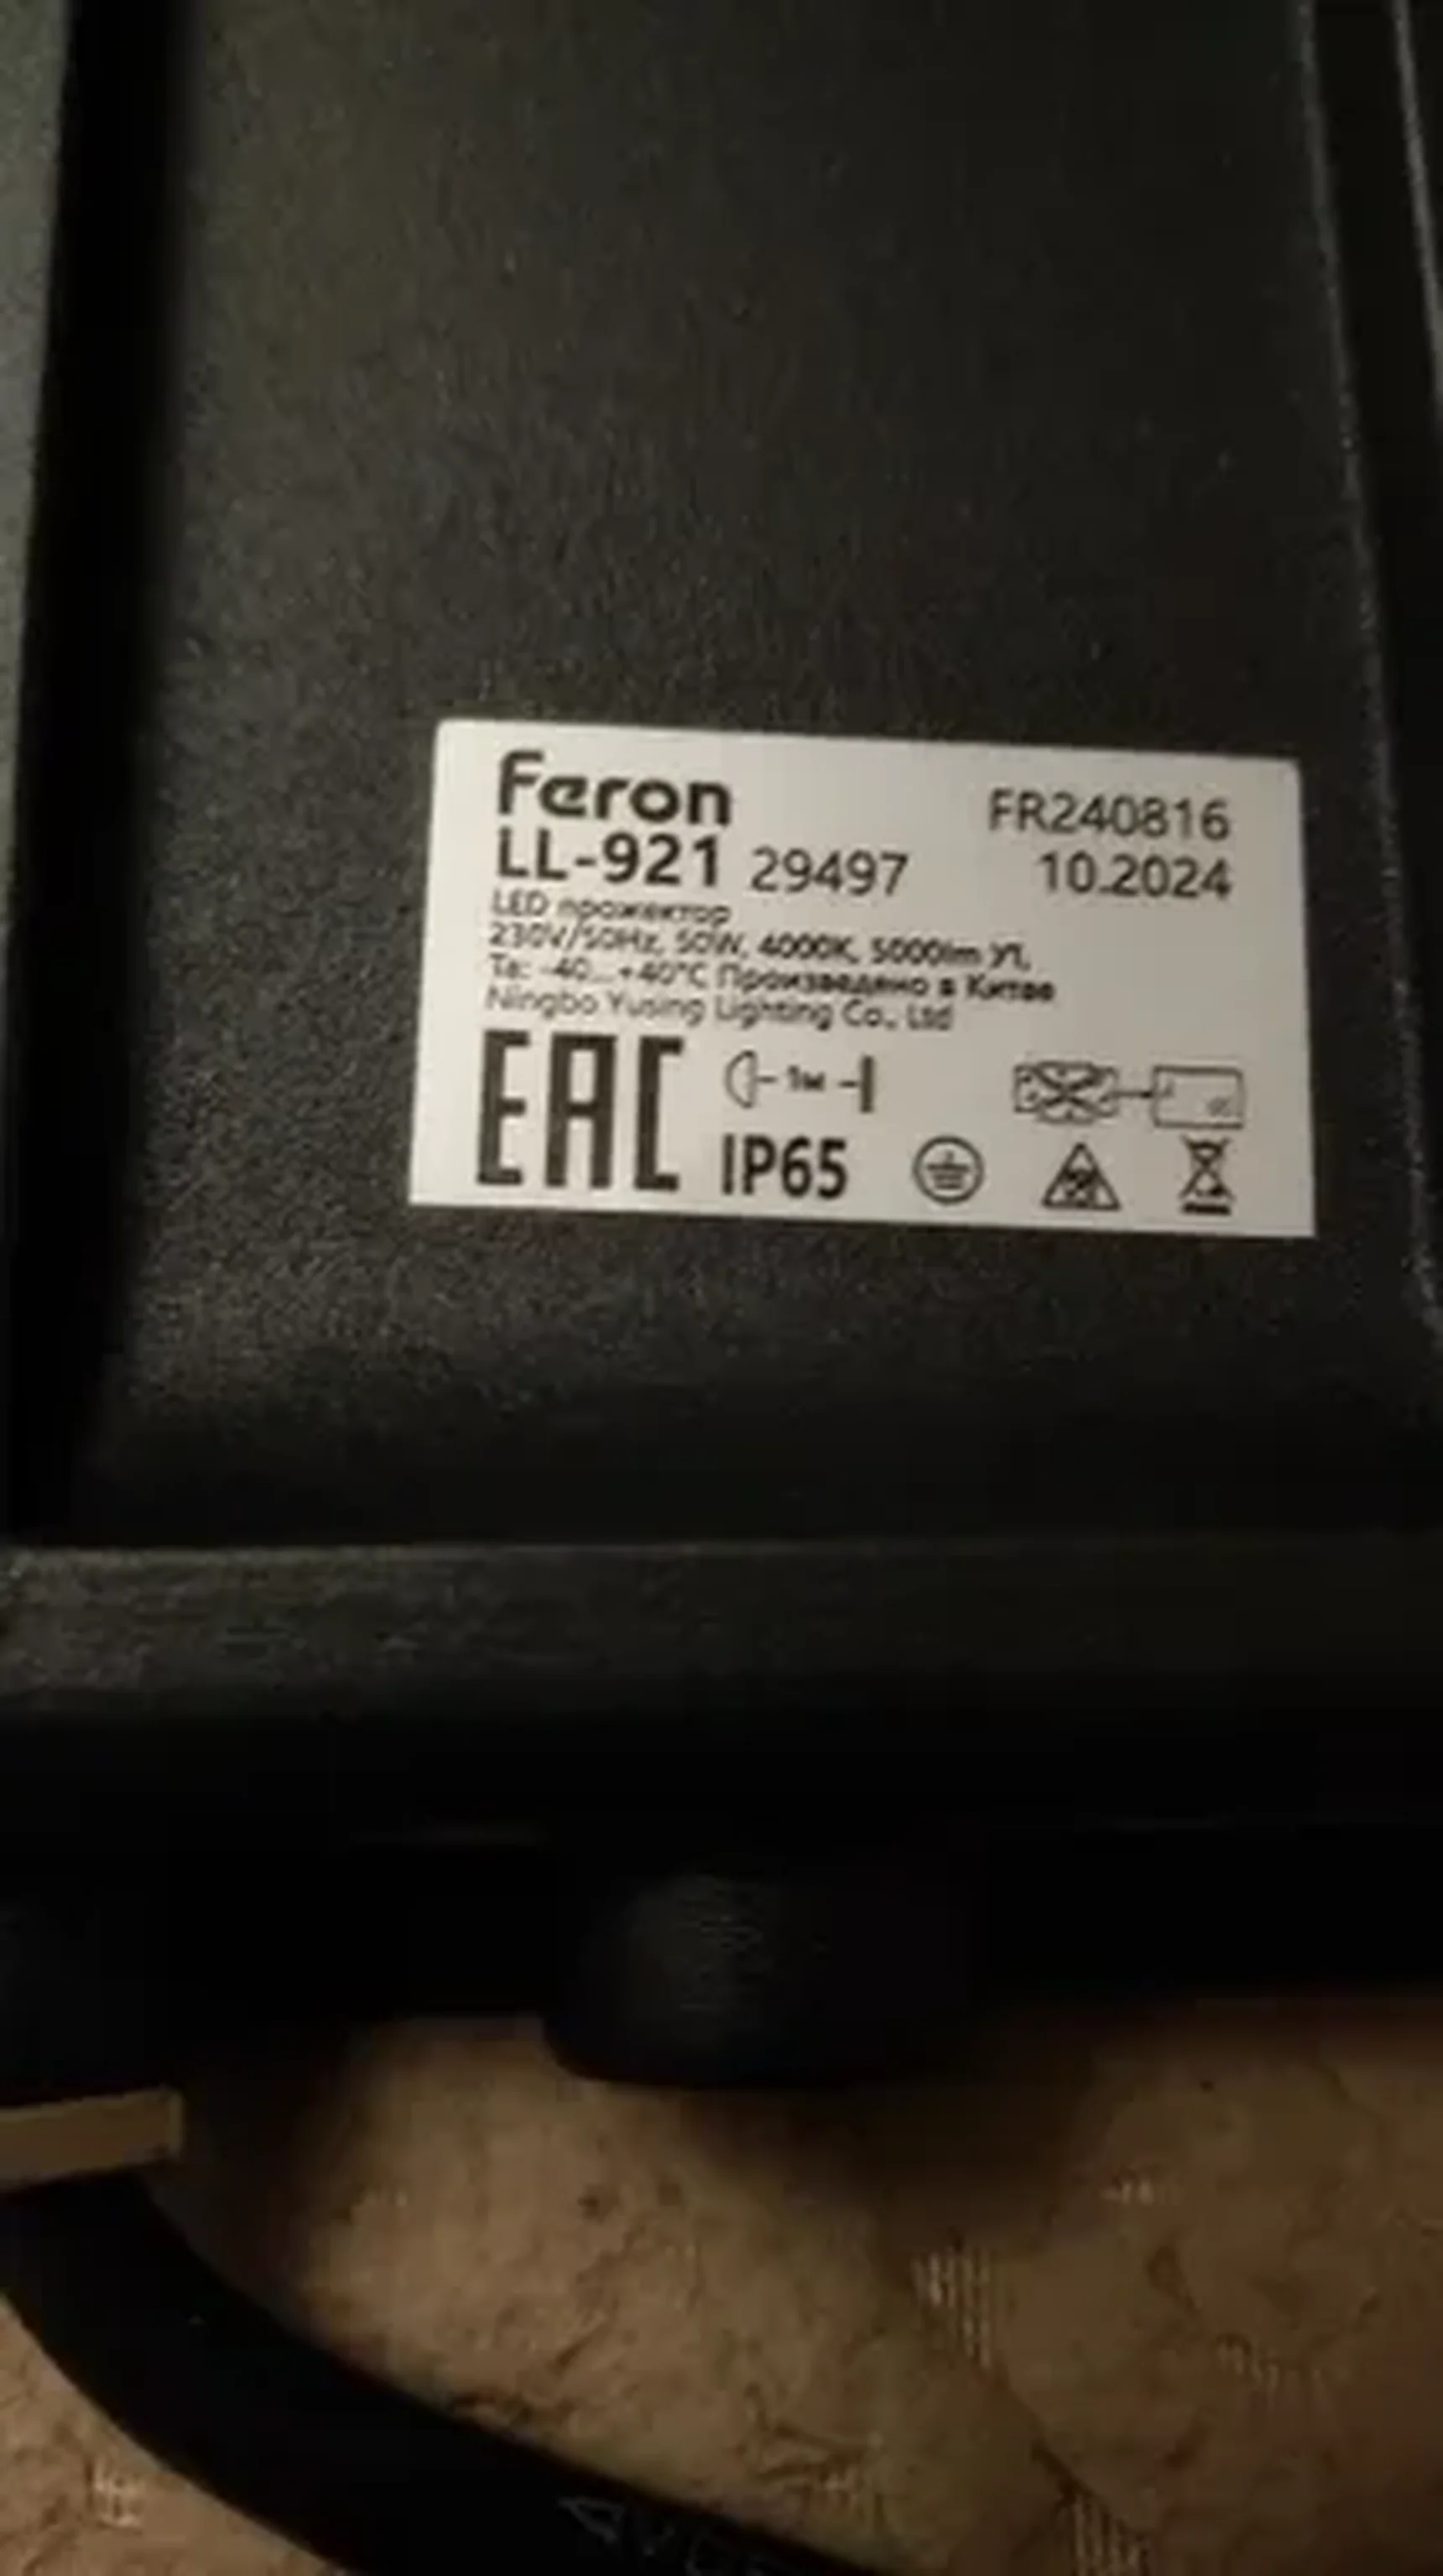 Feron
FR240816
LL-921 29497
10.2024
LED прожектор
230V/50Hz, 50W, 4000K, 5000lm У1,
Ta: -40...+40°C Произведено в Китае
Ningbo Yusing Lighting Co., Ltd
EAC
1м
IP65